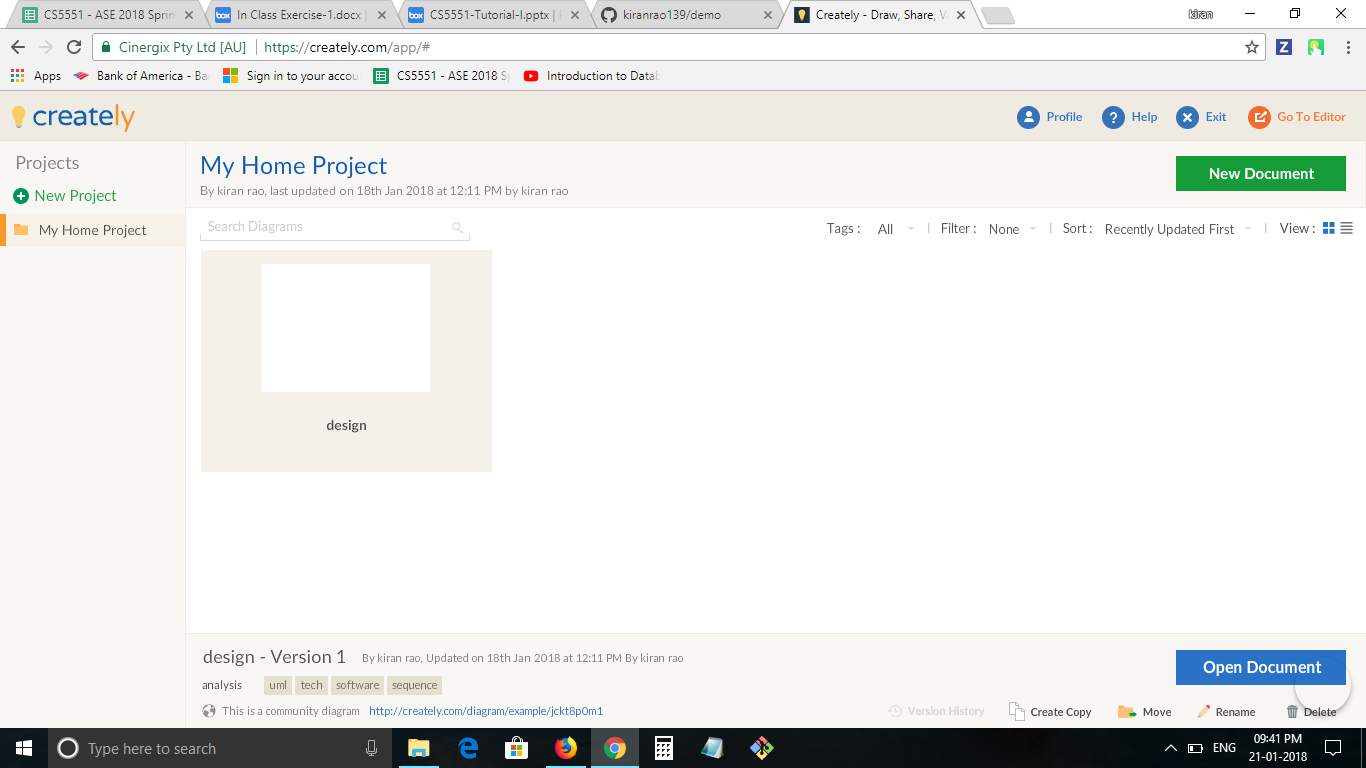 CS5551 - ASE 2018 Sprin
In Class Exercise-1.docx |
CS5551-Tutorial-I.pptx |
kiranrao139/demo
Creately - Draw, Share, V
kiran
Cinergix Pty Ltd [AU] https://creately.com/app/#
Apps
Bank of America - Ba
Sign in to your accou
CS5551 - ASE 2018 Sp
Introduction to Datab
creately
Profile
Help
Exit
Go To Editor
Projects
New Project
My Home Project
My Home Project
By kiran rao, last updated on 18th Jan 2018 at 12:11 PM by kiran rao
New Document
Search Diagrams
Tags : All | Filter : None | Sort : Recently Updated First | View :
design
design - Version 1 By kiran rao, Updated on 18th Jan 2018 at 12:11 PM By kiran rao
Open Document
analysis uml tech software sequence
This is a community diagram http://creately.com/diagram/example/jckt8p0m1
Version History
Create Copy
Move
Rename
Delete
Type here to search
ENG
09:41 PM
21-01-2018